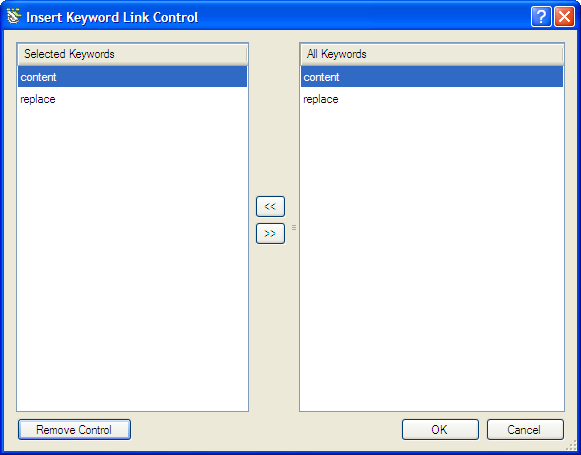 Insert Keyword Link Control
?
Selected Keywords
All Keywords
content
content
replace
replace
<<
>>
Remove Control
OK
Cancel